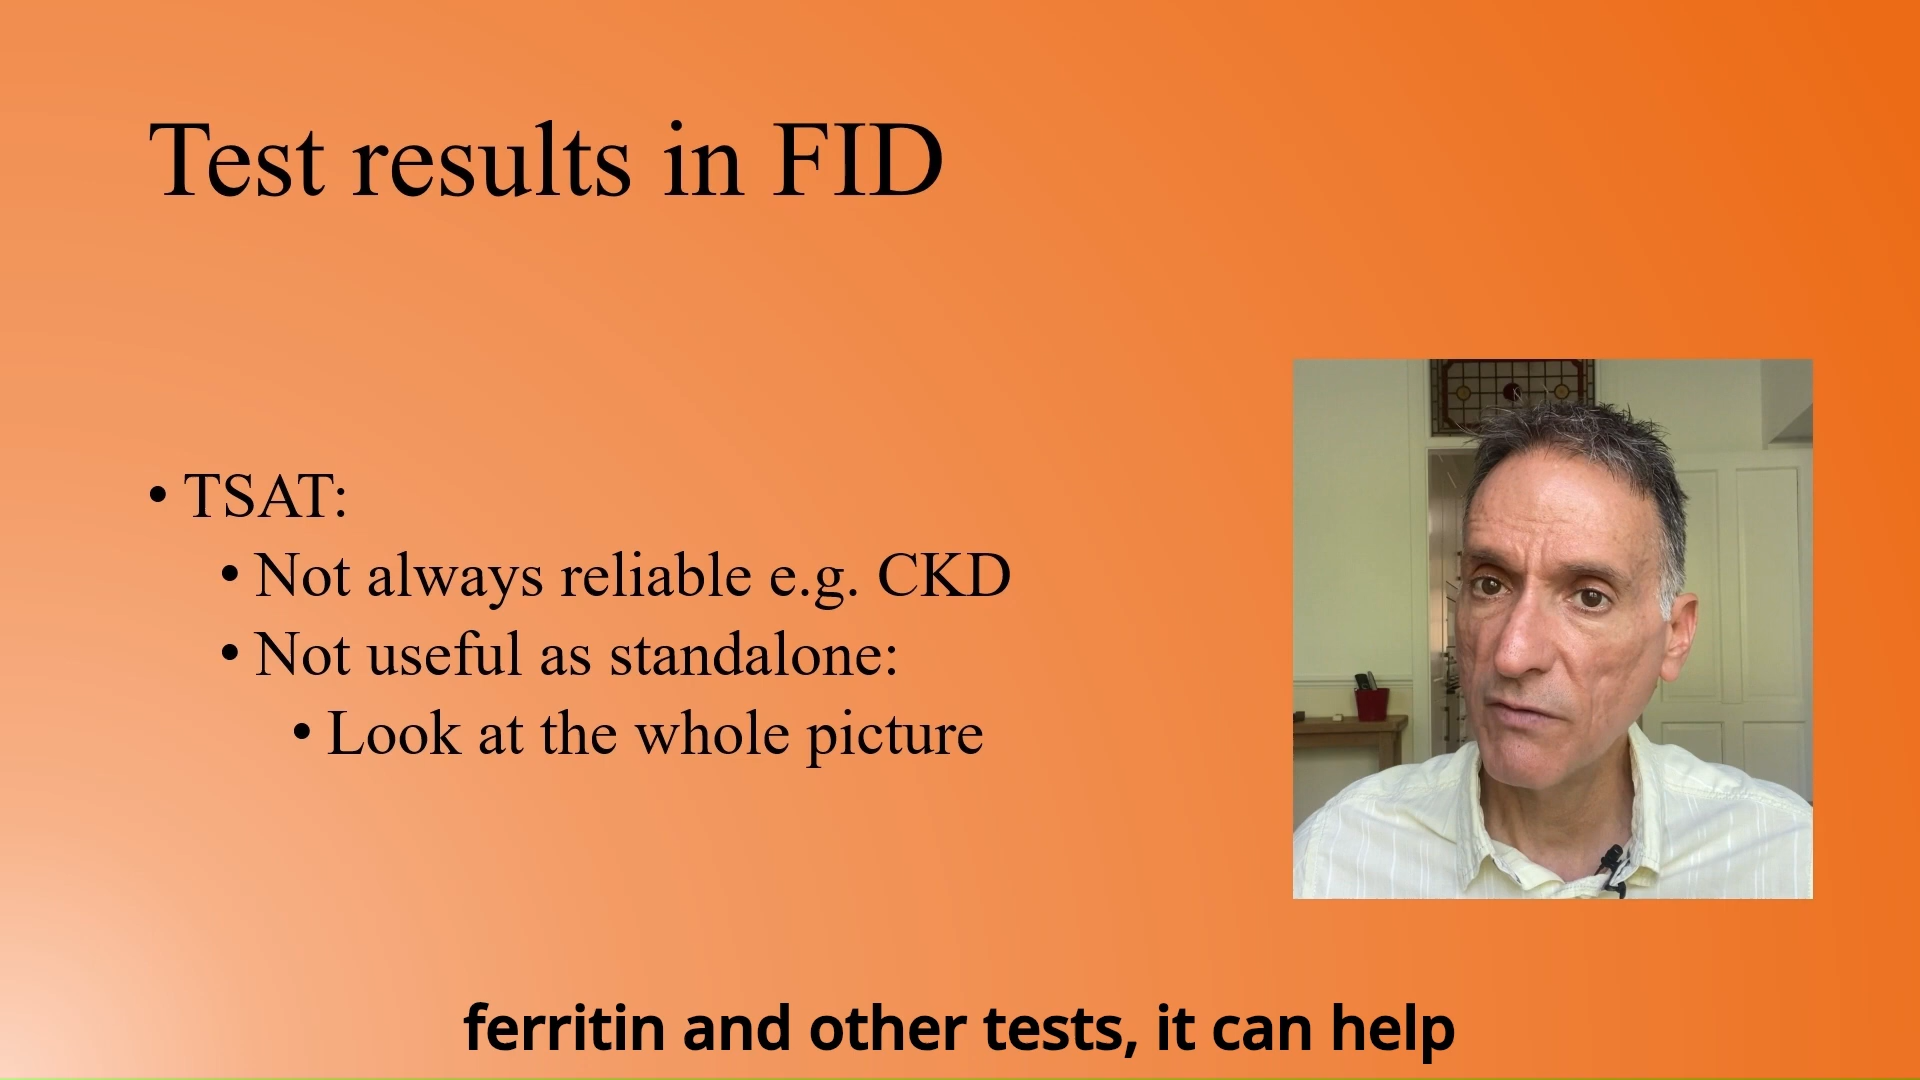 Test results in FID
• TSAT:
• Not always reliable e.g. CKD
• Not useful as standalone:
• Look at the whole picture
ferritin and other tests, it can help